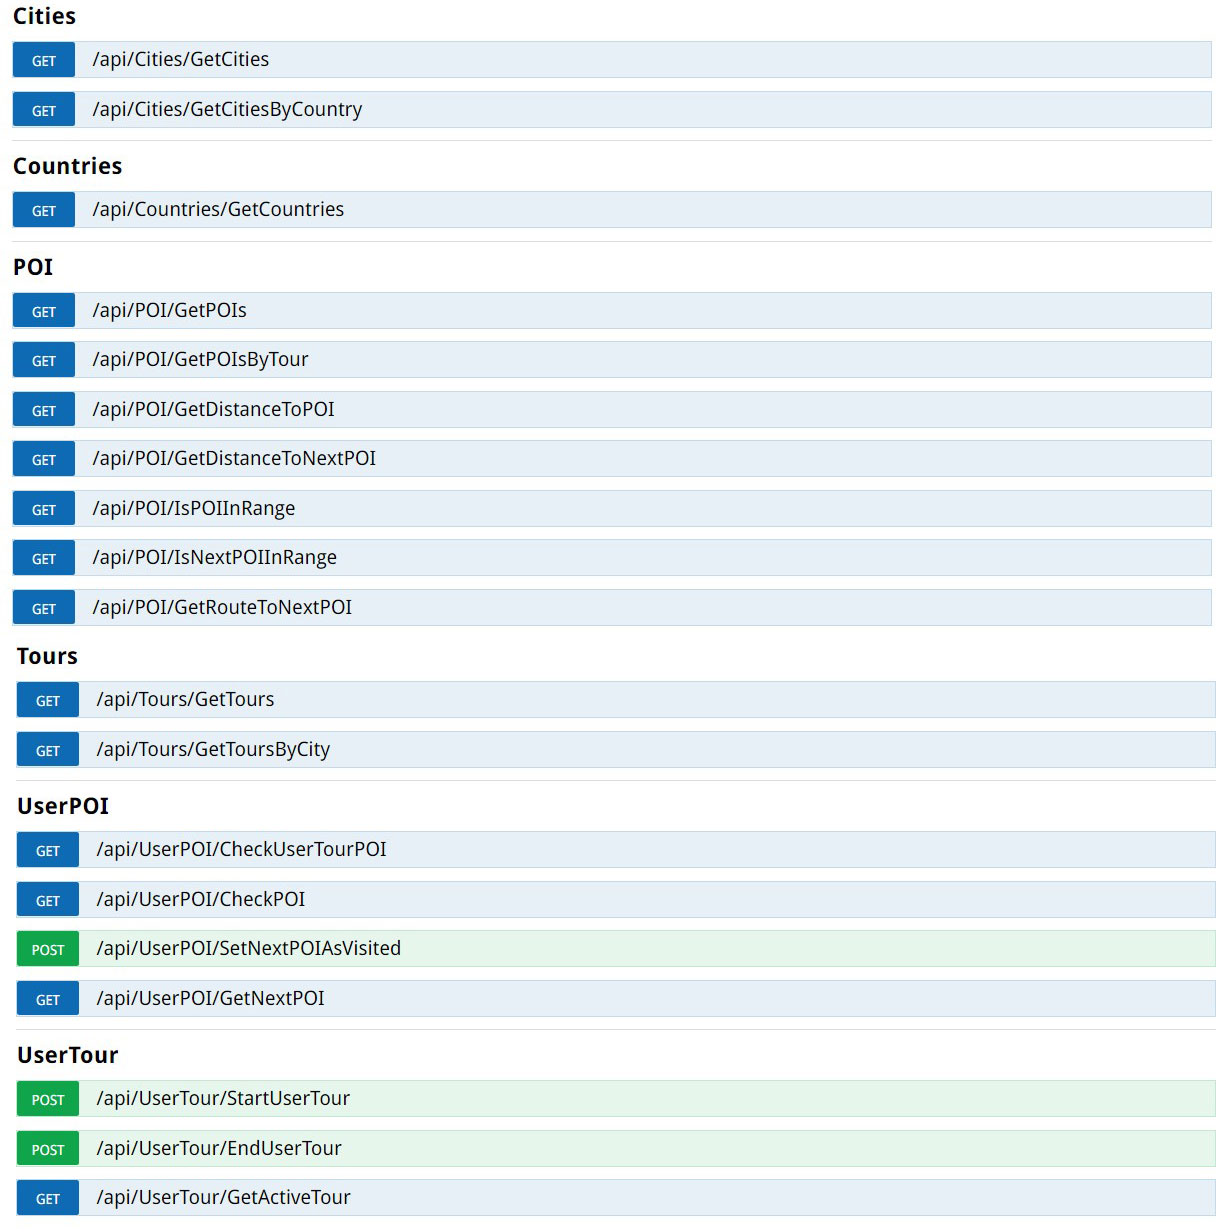 Cities
GET /api/Cities/GetCities
GET /api/Cities/GetCitiesByCountry
Countries
GET /api/Countries/GetCountries
POI
GET /api/POI/GetPOIs
GET /api/POI/GetPOIsByTour
GET /api/POI/GetDistanceToPOI
GET /api/POI/GetDistanceToNextPOI
GET /api/POI/IsPOIInRange
GET /api/POI/IsNextPOIInRange
GET /api/POI/GetRouteToNextPOI
Tours
GET /api/Tours/GetTours
GET /api/Tours/GetToursByCity
UserPOI
GET /api/UserPOI/CheckUserTourPOI
GET /api/UserPOI/CheckPOI
POST /api/UserPOI/SetNextPOIAsVisited
GET /api/UserPOI/GetNextPOI
UserTour
POST /api/UserTour/StartUserTour
POST /api/UserTour/EndUserTour
GET /api/UserTour/GetActiveTour